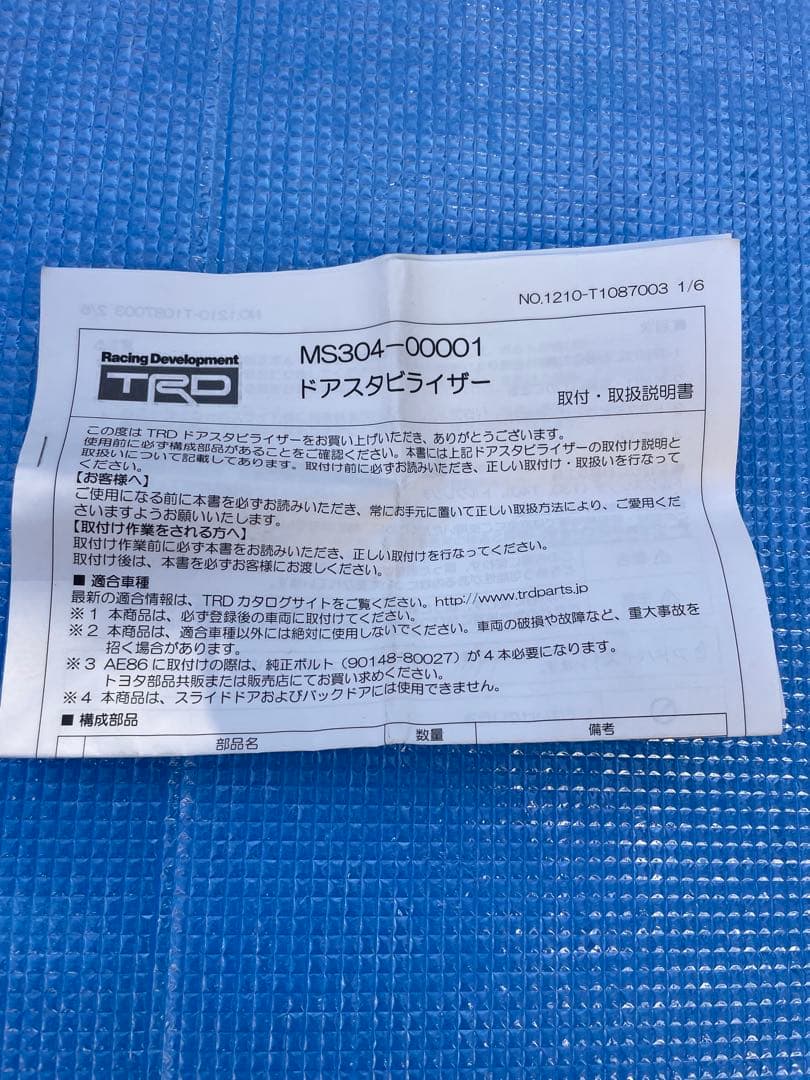 NO.1210-T1087003 1/6
Racing Development
TRD
MS304-00001
ドアスタビライザー
取付・取扱説明書
この度は TRD ドアスタビライザーをお買い上げいただき、ありがとうございます。
使用前に必ず構成部品があることをご確認ください。本書には上記ドアスタビライザーの取付け説明と
取扱いについて記載してあります。取付け前に必ずお読みいただき、正しい取付け・取扱いを行なって
ください。
【お客様へ】
ご使用になる前に本書を必ずお読みいただき、常にお手元に置いて正しい取扱方法により、ご愛用くだ
さいますようお願いいたします。
【取付け作業をされる方へ】
取付け作業前に必ず本書をお読みいただき、正しい取付けを行なってください。
取付け後は、本書を必ずお客様にお渡しください。
■ 適合車種
最新の適合情報は、TRD カタログサイトをご覧ください。http://www.trdparts.jp
※1 本商品は、必ず登録後の車両に取付けてください。
※2 本商品は、適合車種以外には絶対に使用しないでください。車両の破損や故障など、重大事故を
招く場合があります。
※3 AE86 に取付けの際は、純正ボルト（90148-80027）が 4 本必要になります。
トヨタ部品共販または販売店にてお買い求めください。
※4 本商品は、スライドドアおよびバックドアには使用できません。
■ 構成部品
部品名 数量 備考